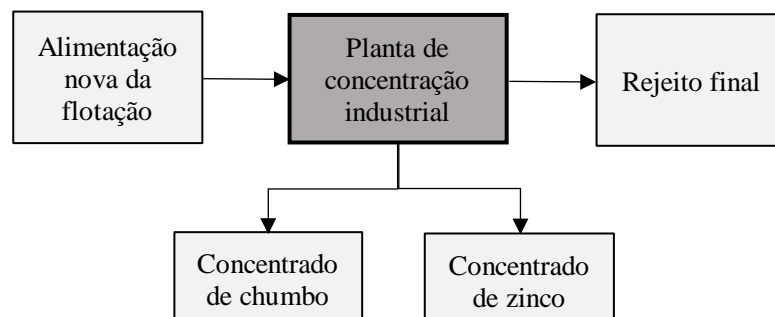 Alimentação
nova da
flotação
Planta de
concentração
industrial
Rejeito final
Concentrado
de chumbo
Concentrado
de zinco